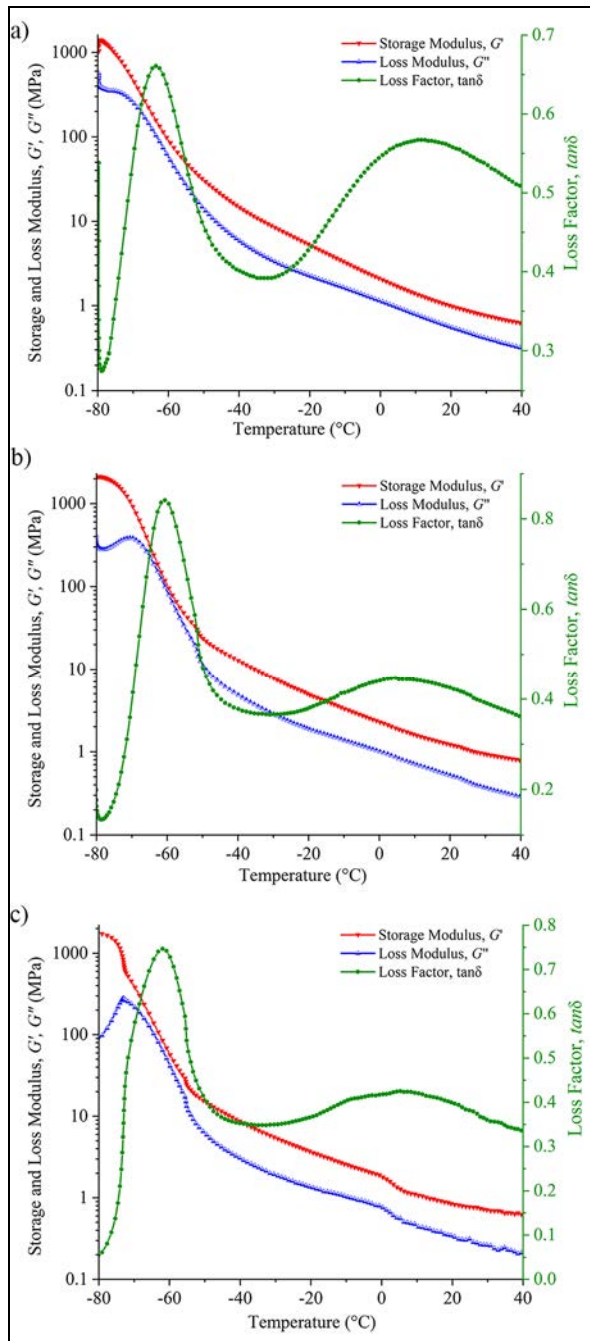 a)
Storage Modulus, G'
Loss Modulus, G"
Loss Factor, tanδ
Storage and Loss Modulus, G', G" (MPa)
1000
100
10
1
0.1
-80 -60 -40 -20 0 20 40
Temperature (°C)
0.7
0.6
0.5
0.4
0.3
Loss Factor, tanδ
b)
Storage Modulus, G'
Loss Modulus, G"
Loss Factor, tanδ
Storage and Loss Modulus, G', G" (MPa)
1000
100
10
1
0.1
-80 -60 -40 -20 0 20 40
Temperature (°C)
0.8
0.6
0.4
0.2
Loss Factor, tanδ
c)
Storage Modulus, G'
Loss Modulus, G"
Loss Factor, tanδ
Storage and Loss Modulus, G', G" (MPa)
1000
100
10
1
0.1
-80 -60 -40 -20 0 20 40
Temperature (°C)
0.8
0.7
0.6
0.5
0.4
0.3
0.2
0.1
0.0
Loss Factor, tanδ